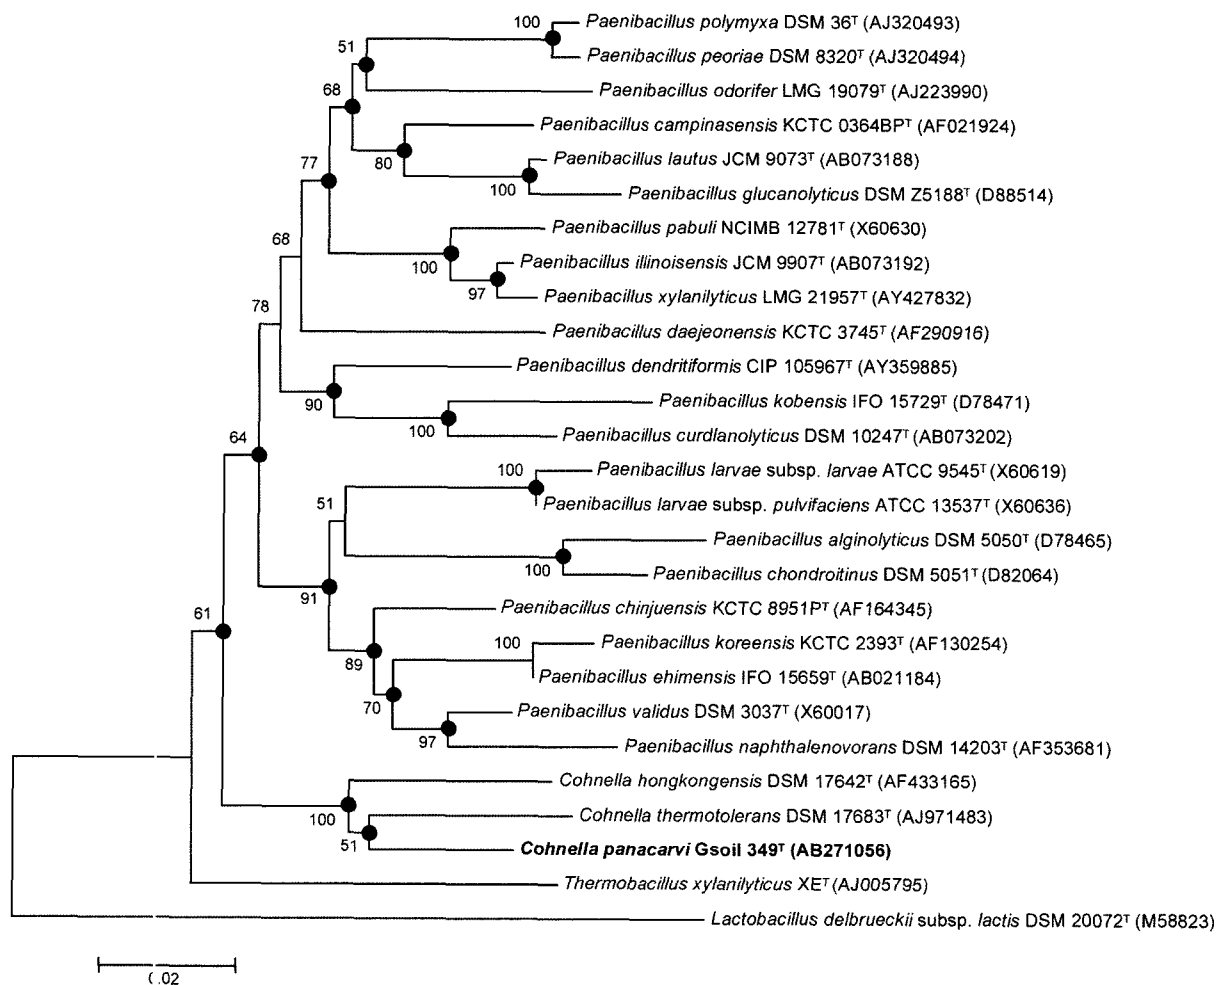 100 Paenibacillus polymyxa DSM 36ᵀ (AJ320493)
51 Paenibacillus peoriae DSM 8320ᵀ (AJ320494)
Paenibacillus odorifer LMG 19079ᵀ (AJ223990)
68
Paenibacillus campinasensis KCTC 0364BPᵀ (AF021924)
77 80 Paenibacillus lautus JCM 9073ᵀ (AB073188)
100 Paenibacillus glucanolyticus DSM Z5188ᵀ (D88514)
Paenibacillus pabuli NCIMB 12781ᵀ (X60630)
68
100 Paenibacillus illinoisensis JCM 9907ᵀ (AB073192)
97 Paenibacillus xylanilyticus LMG 21957ᵀ (AY427832)
78
Paenibacillus daejeonensis KCTC 3745ᵀ (AF290916)
Paenibacillus dendritiformis CIP 105967ᵀ (AY359885)
90 Paenibacillus kobensis IFO 15729ᵀ (D78471)
64 100 Paenibacillus curdlanolyticus DSM 10247ᵀ (AB073202)
100 Paenibacillus larvae subsp. larvae ATCC 9545ᵀ (X60619)
51 Paenibacillus larvae subsp. pulvifaciens ATCC 13537ᵀ (X60636)
Paenibacillus alginolyticus DSM 5050ᵀ (D78465)
100 Paenibacillus chondroitinus DSM 5051ᵀ (D82064)
91
61 Paenibacillus chinjuensis KCTC 8951Pᵀ (AF164345)
100 Paenibacillus koreensis KCTC 2393ᵀ (AF130254)
89
Paenibacillus ehimensis IFO 15659ᵀ (AB021184)
70 Paenibacillus validus DSM 3037ᵀ (X60017)
97 Paenibacillus naphthalenovorans DSM 14203ᵀ (AF353681)
Cohnella hongkongensis DSM 17642ᵀ (AF433165)
100 Cohnella thermotolerans DSM 17683ᵀ (AJ971483)
51 Cohnella panacarvi Gsoil 349ᵀ (AB271056)
Thermobacillus xylanilyticus XEᵀ (AJ005795)
Lactobacillus delbrueckii subsp. lactis DSM 20072ᵀ (M58823)